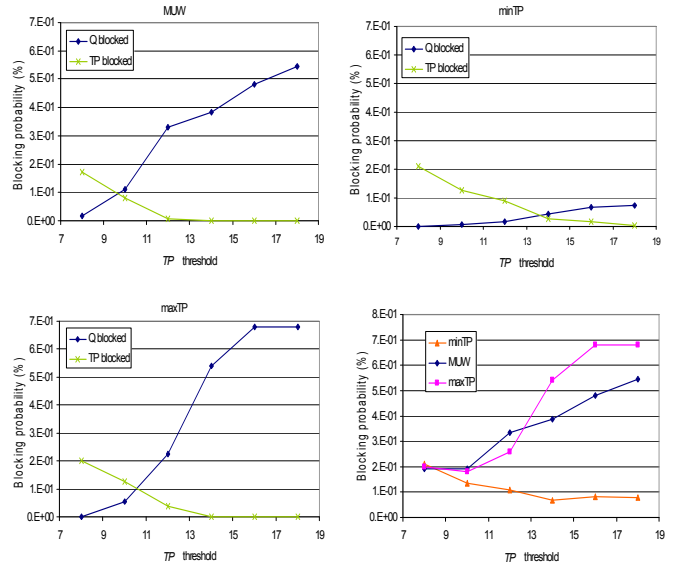 MUW
Blocking probability (%)
7.E-01
6.E-01
5.E-01
4.E-01
3.E-01
2.E-01
1.E-01
0.E+00
Q blocked
TP blocked
7 9 11 13 15 17 19
TP threshold
minTP
Blocking probability (%)
7.E-01
6.E-01
5.E-01
4.E-01
3.E-01
2.E-01
1.E-01
0.E+00
Q blocked
TP blocked
7 9 11 13 15 17 19
TP threshold
maxTP
Blocking probability (%)
7.E-01
6.E-01
5.E-01
4.E-01
3.E-01
2.E-01
1.E-01
0.E+00
Q blocked
TP blocked
7 9 11 13 15 17 19
TP threshold
Blocking probability (%)
8.E-01
7.E-01
6.E-01
5.E-01
4.E-01
3.E-01
2.E-01
1.E-01
0.E+00
minTP
MUW
maxTP
7 9 11 13 15 17 19
TP threshold